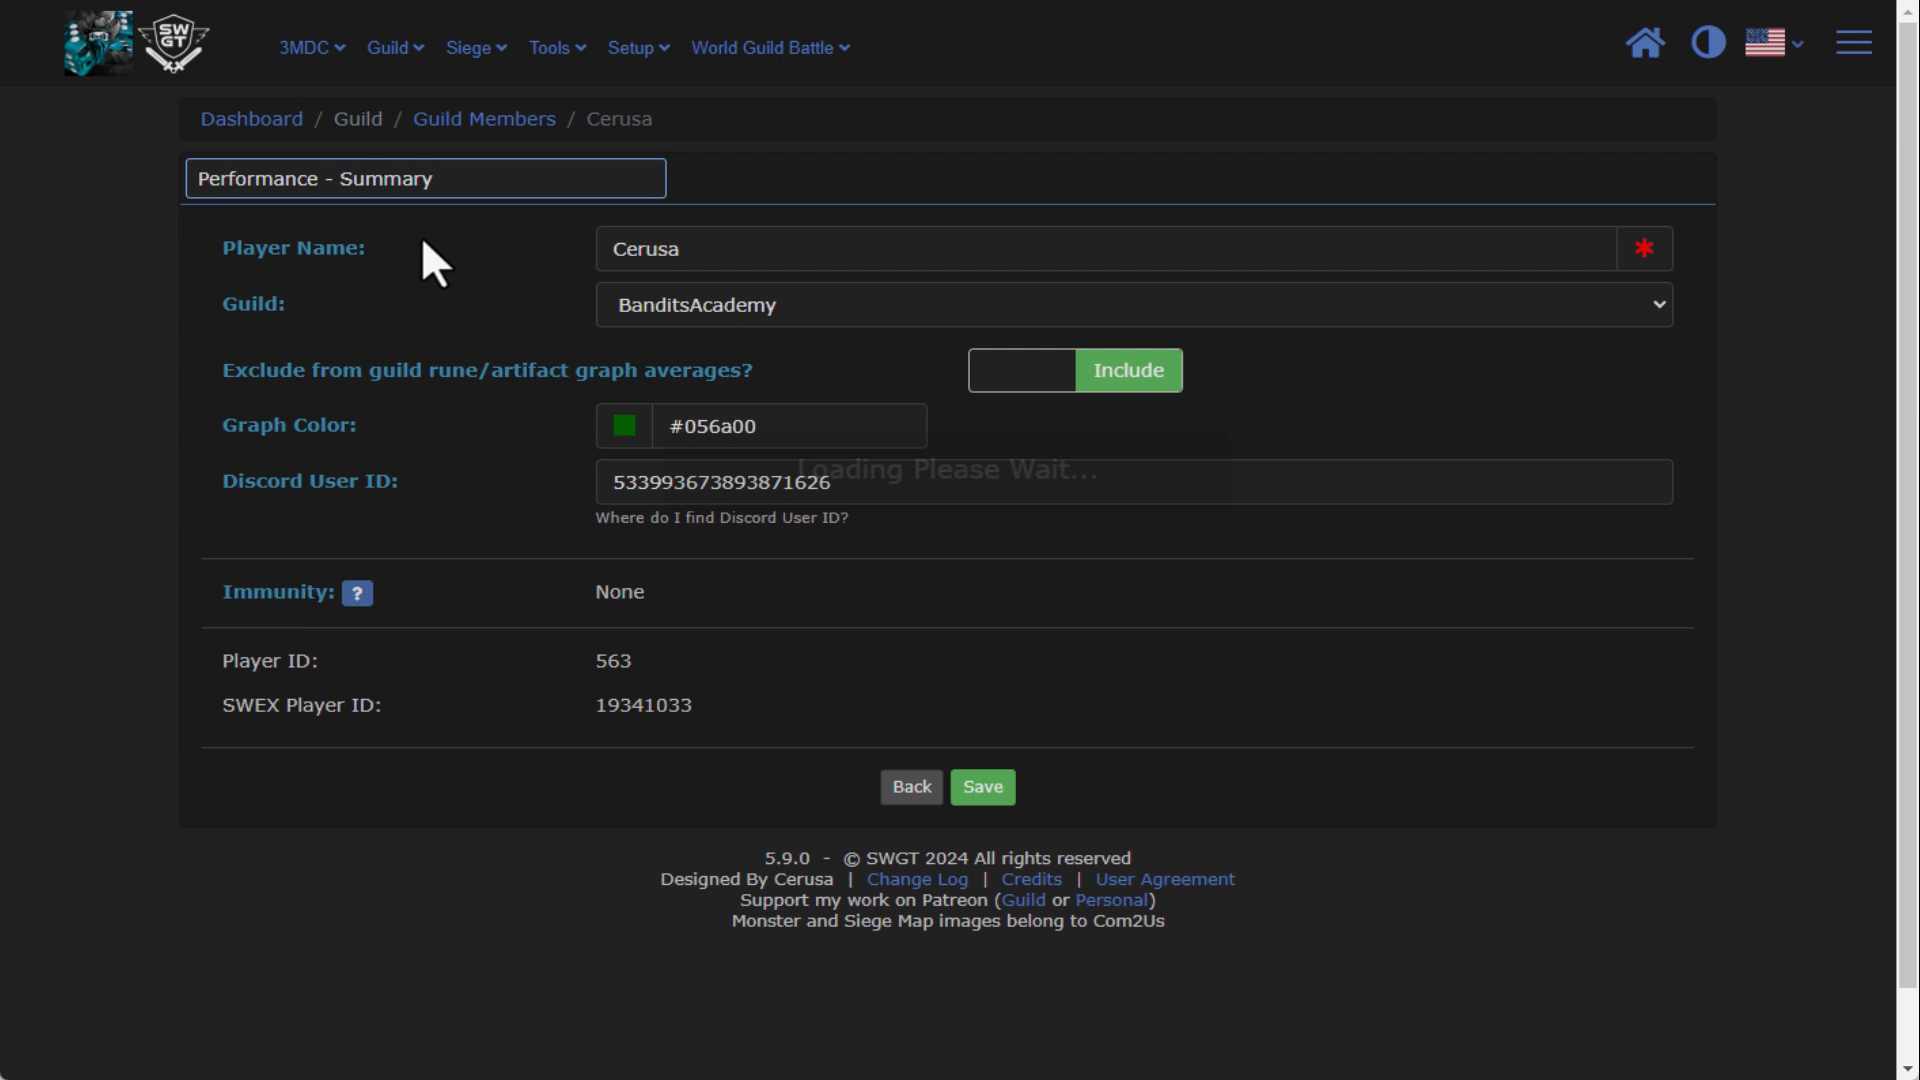 SW
GT
3MDC Guild Siege Tools Setup World Guild Battle
Dashboard / Guild / Guild Members / Cerusa
Performance - Summary
Player Name: Cerusa *
Guild: BanditsAcademy
Exclude from guild rune/artifact graph averages? Include
Graph Color: #056a00
Loading Please Wait...
Discord User ID: 533993673893871626
Where do I find Discord User ID?
Immunity: ? None
Player ID: 563
SWEX Player ID: 19341033
Back Save
5.9.0 - © SWGT 2024 All rights reserved
Designed By Cerusa | Change Log | Credits | User Agreement
Support my work on Patreon (Guild or Personal)
Monster and Siege Map images belong to Com2Us